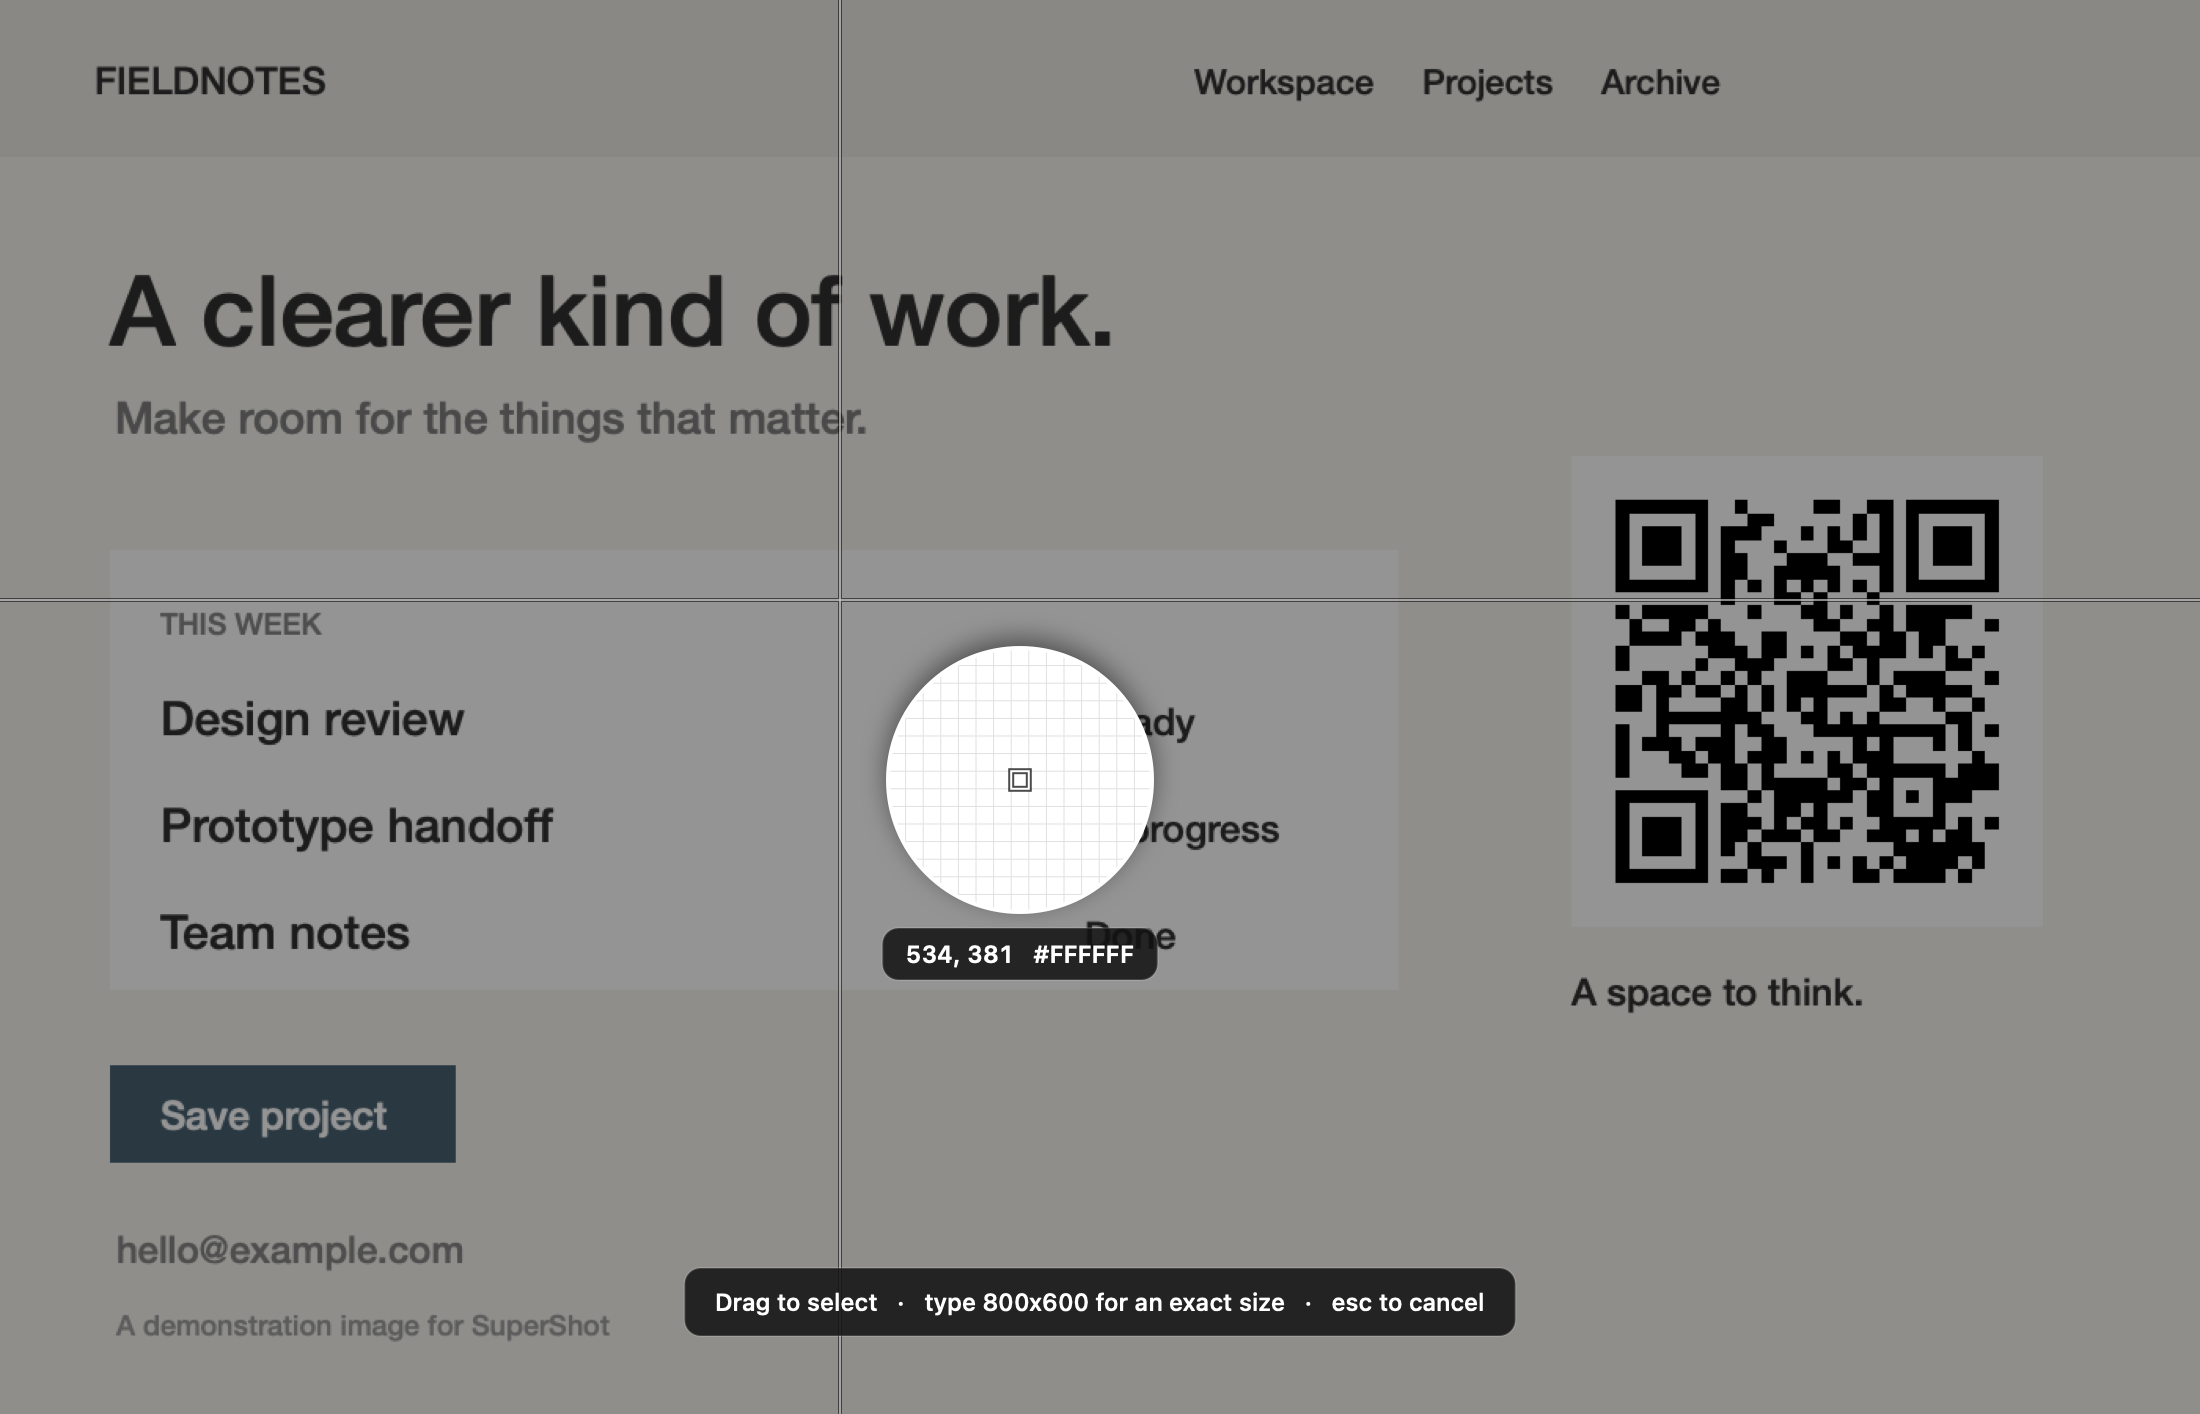 FIELDNOTES
Workspace Projects Archive
A clearer kind of work.
Make room for the things that matter.
THIS WEEK
Design review
Prototype handoff
Team notes
Done
534, 381 #FFFFFF
A space to think.
Save project
hello@example.com
A demonstration image for SuperShot
Drag to select · type 800x600 for an exact size · esc to cancel